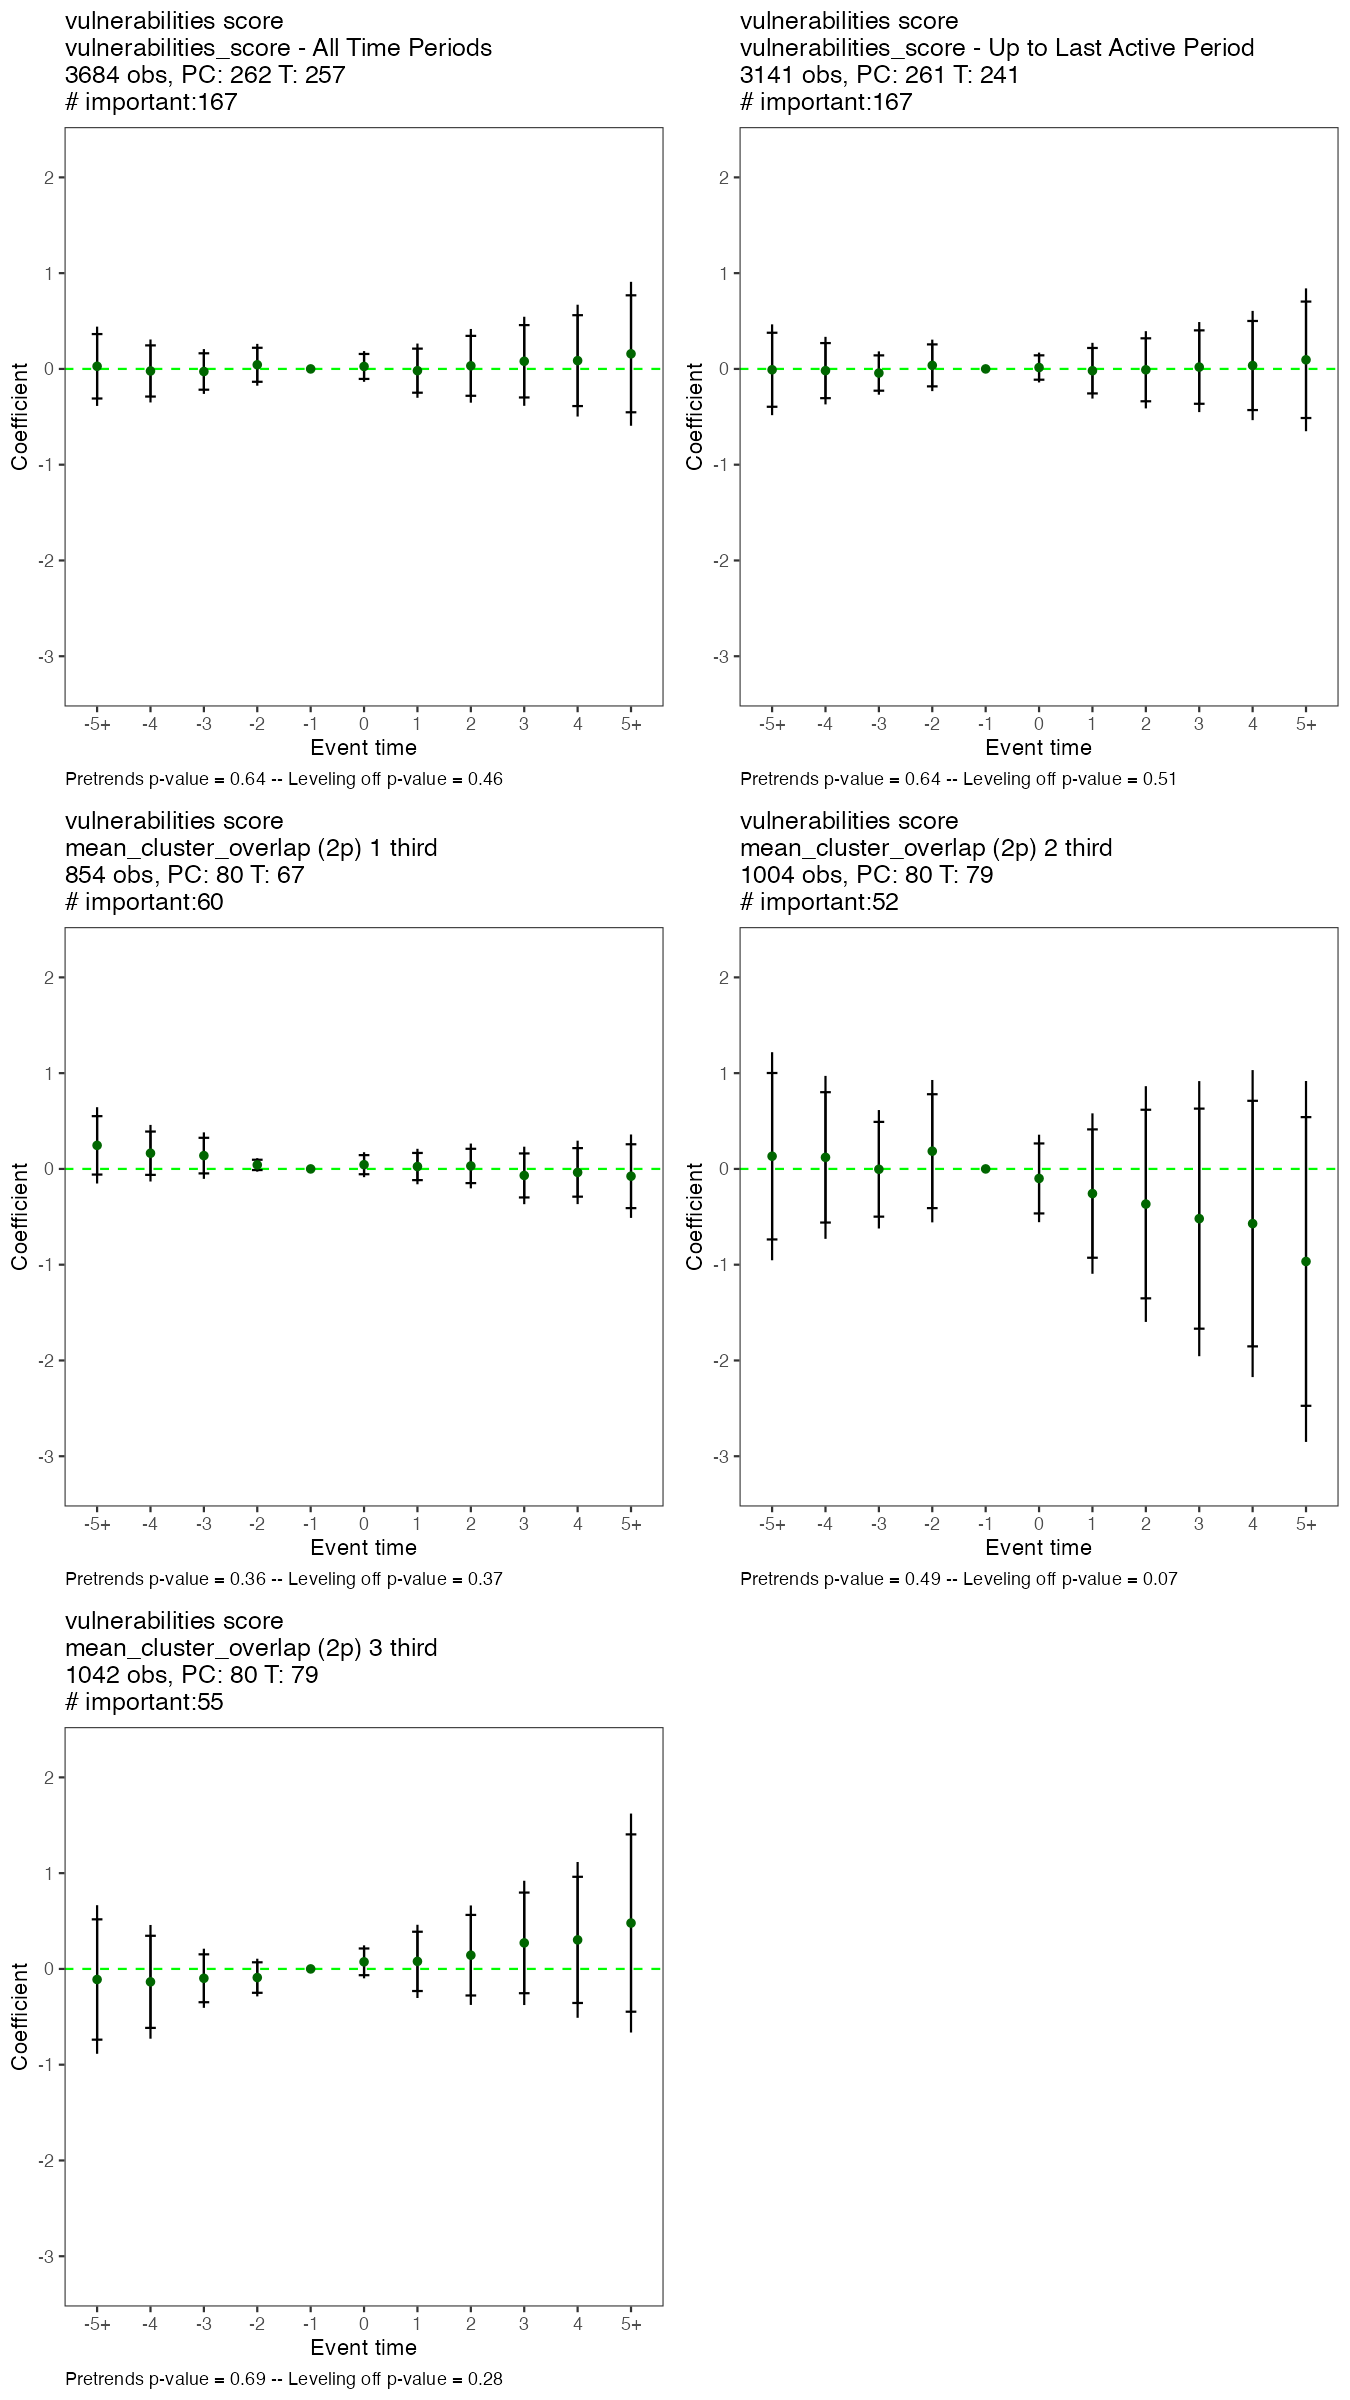 vulnerabilities score
vulnerabilities_score - All Time Periods
3684 obs, PC: 262 T: 257
# important:167
2
1
0
-1
-2
-3
Coefficient
-5+ -4 -3 -2 -1 0 1 2 3 4 5+
Event time
Pretrends p-value = 0.64 -- Leveling off p-value = 0.46
vulnerabilities score
vulnerabilities_score - Up to Last Active Period
3141 obs, PC: 261 T: 241
# important:167
2
1
0
-1
-2
-3
Coefficient
-5+ -4 -3 -2 -1 0 1 2 3 4 5+
Event time
Pretrends p-value = 0.64 -- Leveling off p-value = 0.51
vulnerabilities score
mean_cluster_overlap (2p) 1 third
854 obs, PC: 80 T: 67
# important:60
2
1
0
-1
-2
-3
Coefficient
-5+ -4 -3 -2 -1 0 1 2 3 4 5+
Event time
Pretrends p-value = 0.36 -- Leveling off p-value = 0.37
vulnerabilities score
mean_cluster_overlap (2p) 2 third
1004 obs, PC: 80 T: 79
# important:52
2
1
0
-1
-2
-3
Coefficient
-5+ -4 -3 -2 -1 0 1 2 3 4 5+
Event time
Pretrends p-value = 0.49 -- Leveling off p-value = 0.07
vulnerabilities score
mean_cluster_overlap (2p) 3 third
1042 obs, PC: 80 T: 79
# important:55
2
1
0
-1
-2
-3
Coefficient
-5+ -4 -3 -2 -1 0 1 2 3 4 5+
Event time
Pretrends p-value = 0.69 -- Leveling off p-value = 0.28